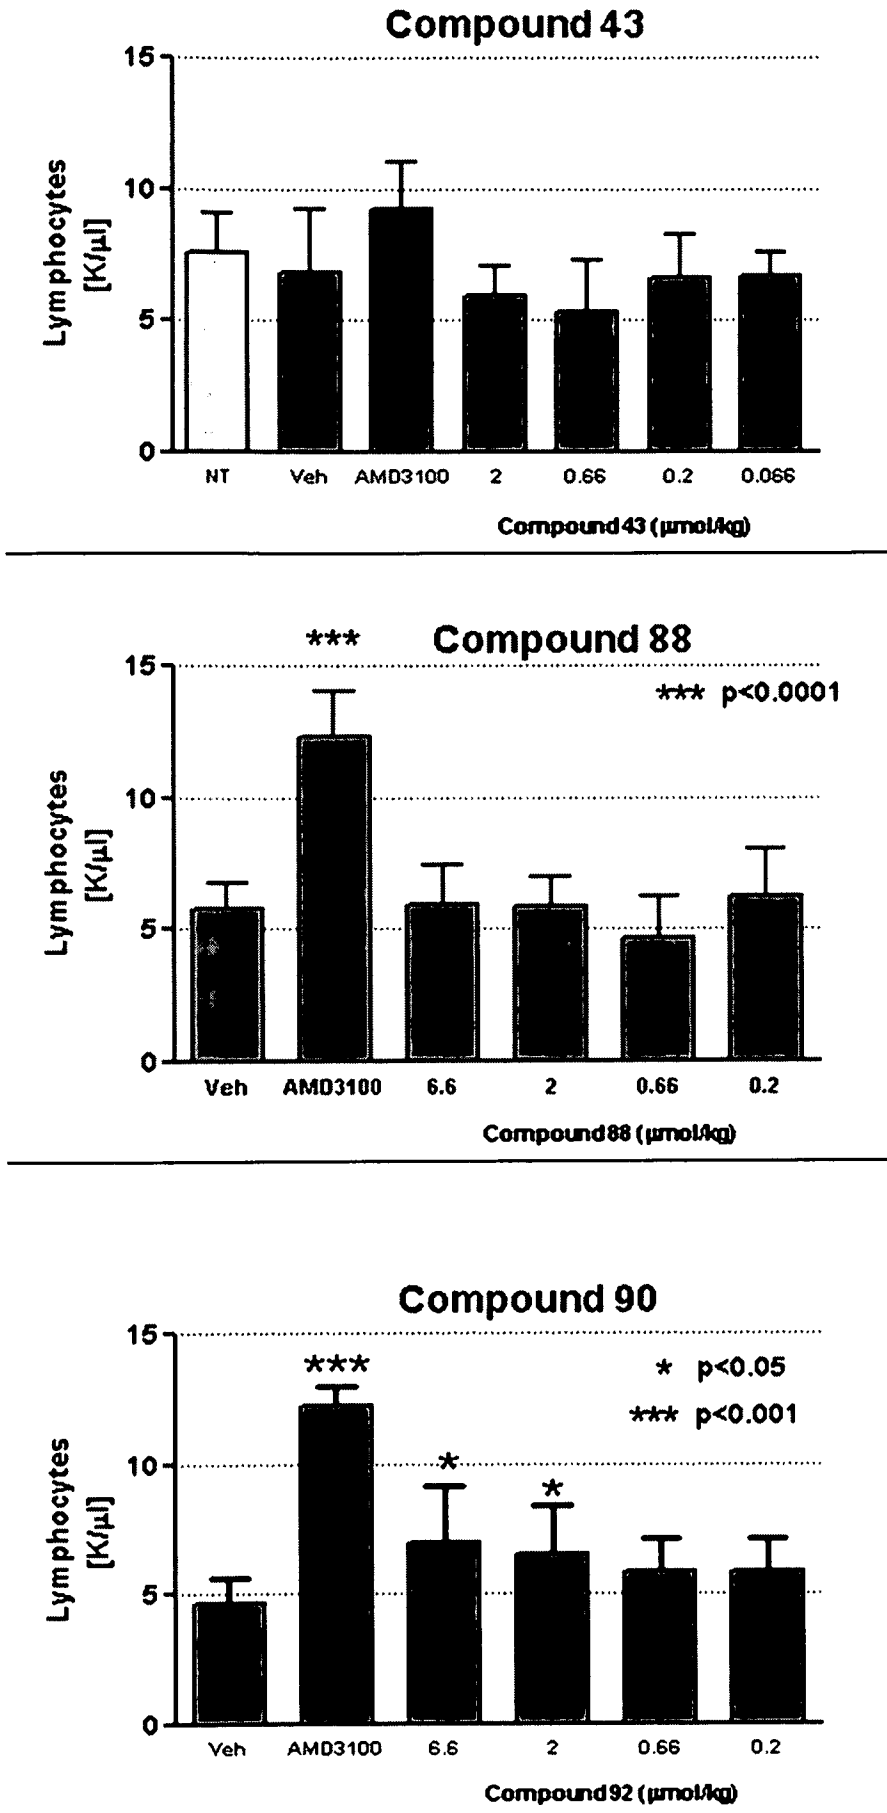 Compound 43
15
10
5
0
Lymphocytes
[K/µl]
NT Veh AMD3100 2 0.66 0.2 0.066
Compound 43 (µmol/kg)
*** Compound 88
*** p<0.0001
15
10
5
0
Lymphocytes
[K/µl]
Veh AMD3100 6.6 2 0.66 0.2
Compound 88 (µmol/kg)
Compound 90
15
10
5
0
Lymphocytes
[K/µl]
* p<0.05
*** p<0.001
***
*
*
Veh AMD3100 6.6 2 0.66 0.2
Compound 92 (µmol/kg)